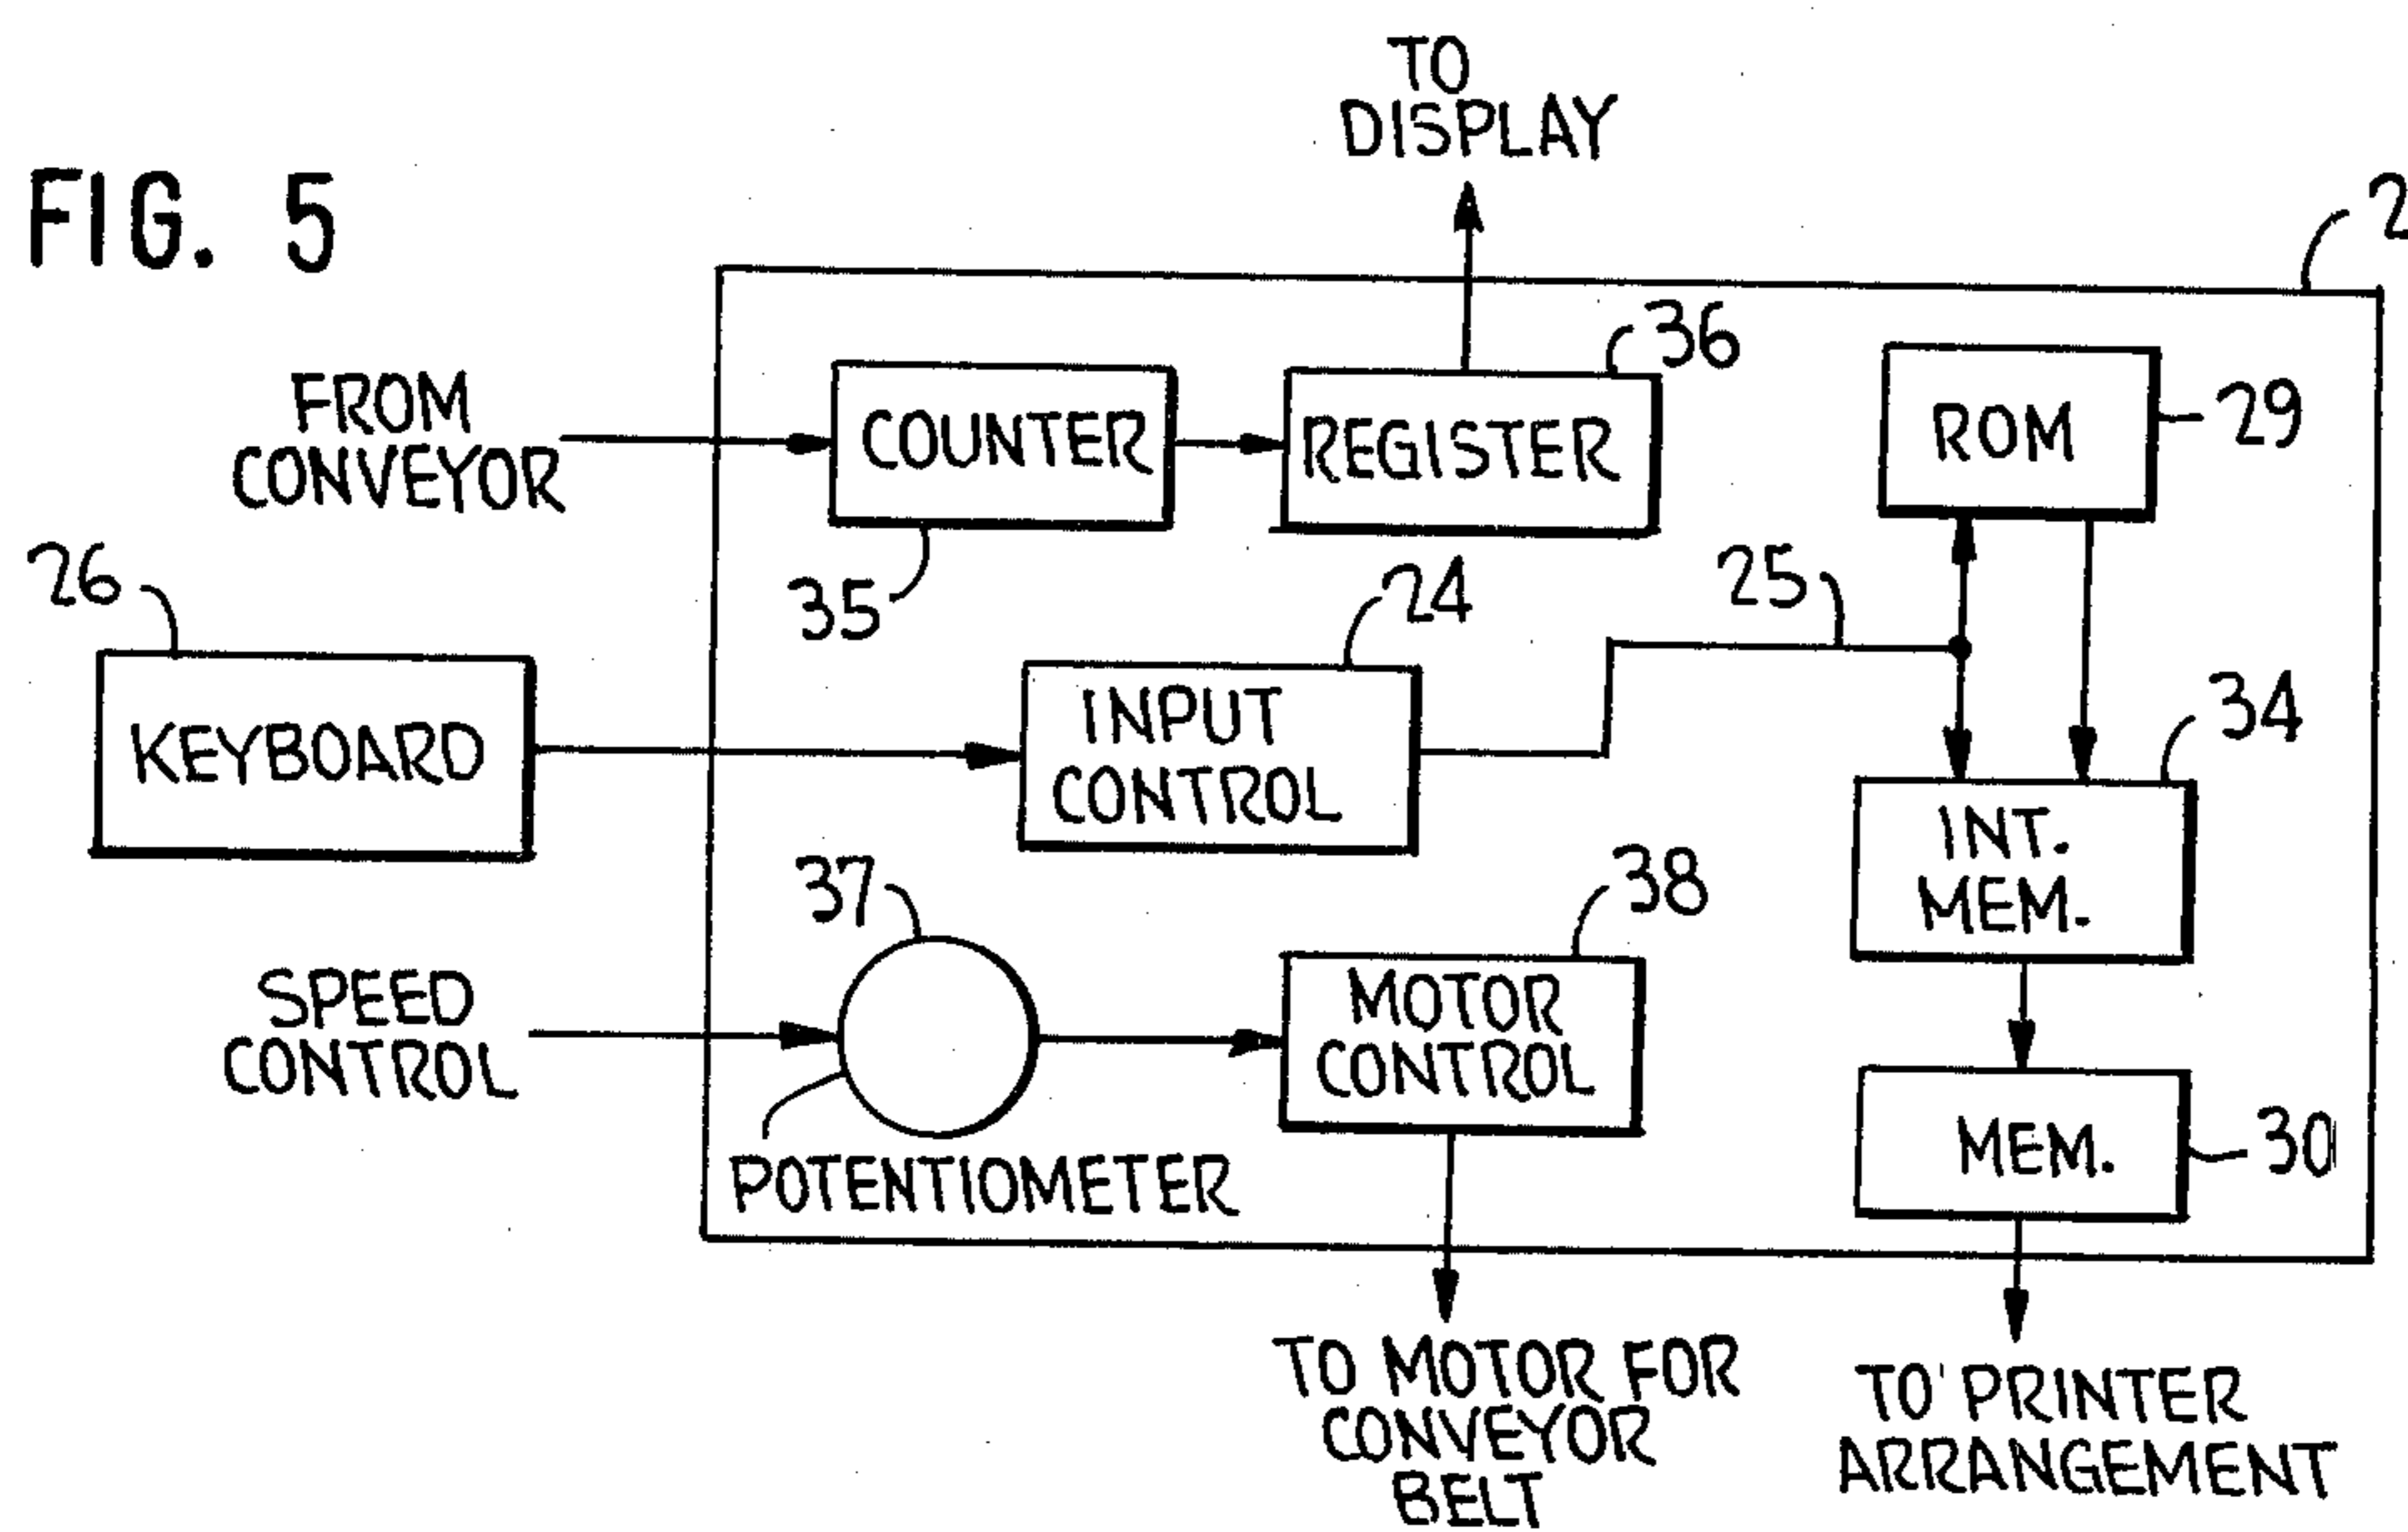 FIG. 5
TO
DISPLAY
2
FROM
CONVEYOR
COUNTER
35
REGISTER
36
ROM
29
26
KEYBOARD
24
INPUT
CONTROL
25
34
INT.
MEM.
SPEED
CONTROL
37
POTENTIOMETER
38
MOTOR
CONTROL
MEM.
30
TO MOTOR FOR
CONVEYOR
BELT
TO PRINTER
ARRANGEMENT